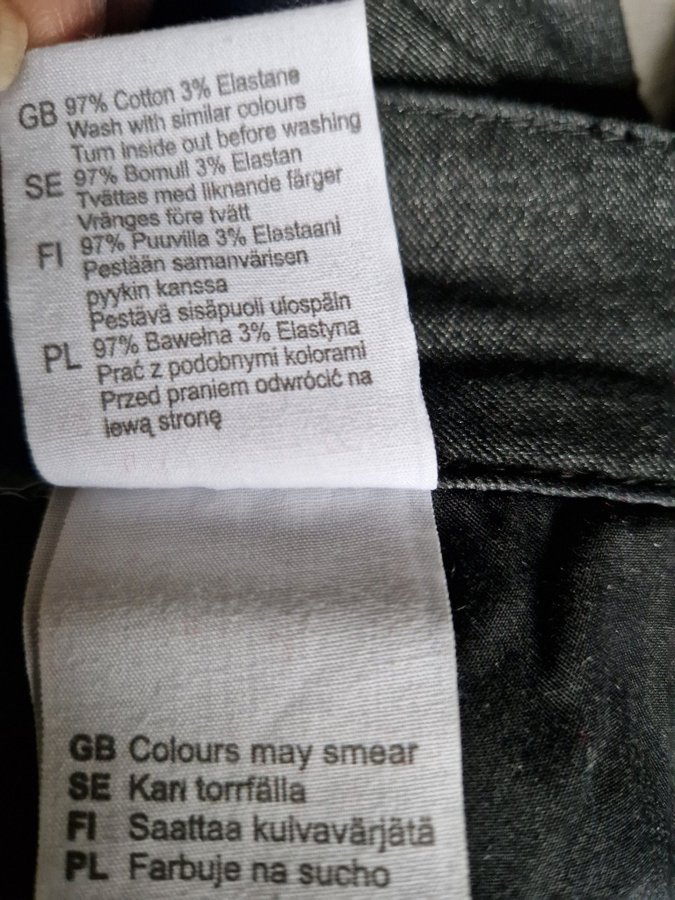 GB 97% Cotton 3% Elastane
Wash with similar colours
Turn inside out before washing
SE 97% Bomull 3% Elastan
Tvättas med liknande färger
Vränges före tvätt
FI 97% Puuvilla 3% Elastaani
Pestään samanvärisen
pyykin kanssa
Pestävä sisäpuoli ulospäin
PL 97% Bawełna 3% Elastyna
Prać z podobnymi kolorami
Przed praniem odwrócić na
lewą stronę
GB Colours may smear
SE Kan torrfälla
FI Saattaa kuivavärjätä
PL Farbuje na sucho